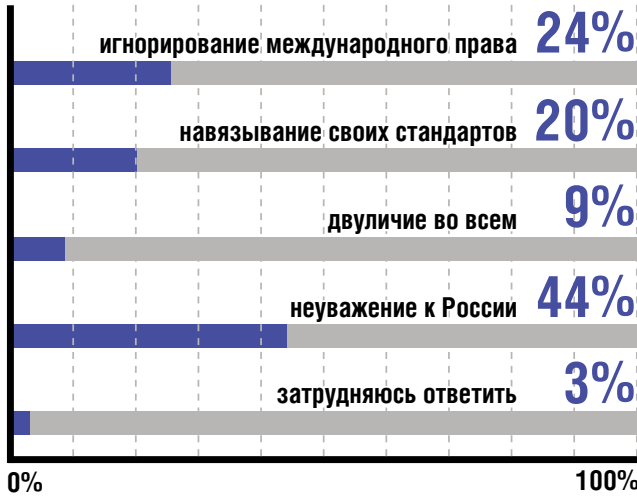 игнорирование международного права 24%
навязывание своих стандартов 20%
двуличие во всем 9%
неуважение к России 44%
затрудняюсь ответить 3%
0% 100%